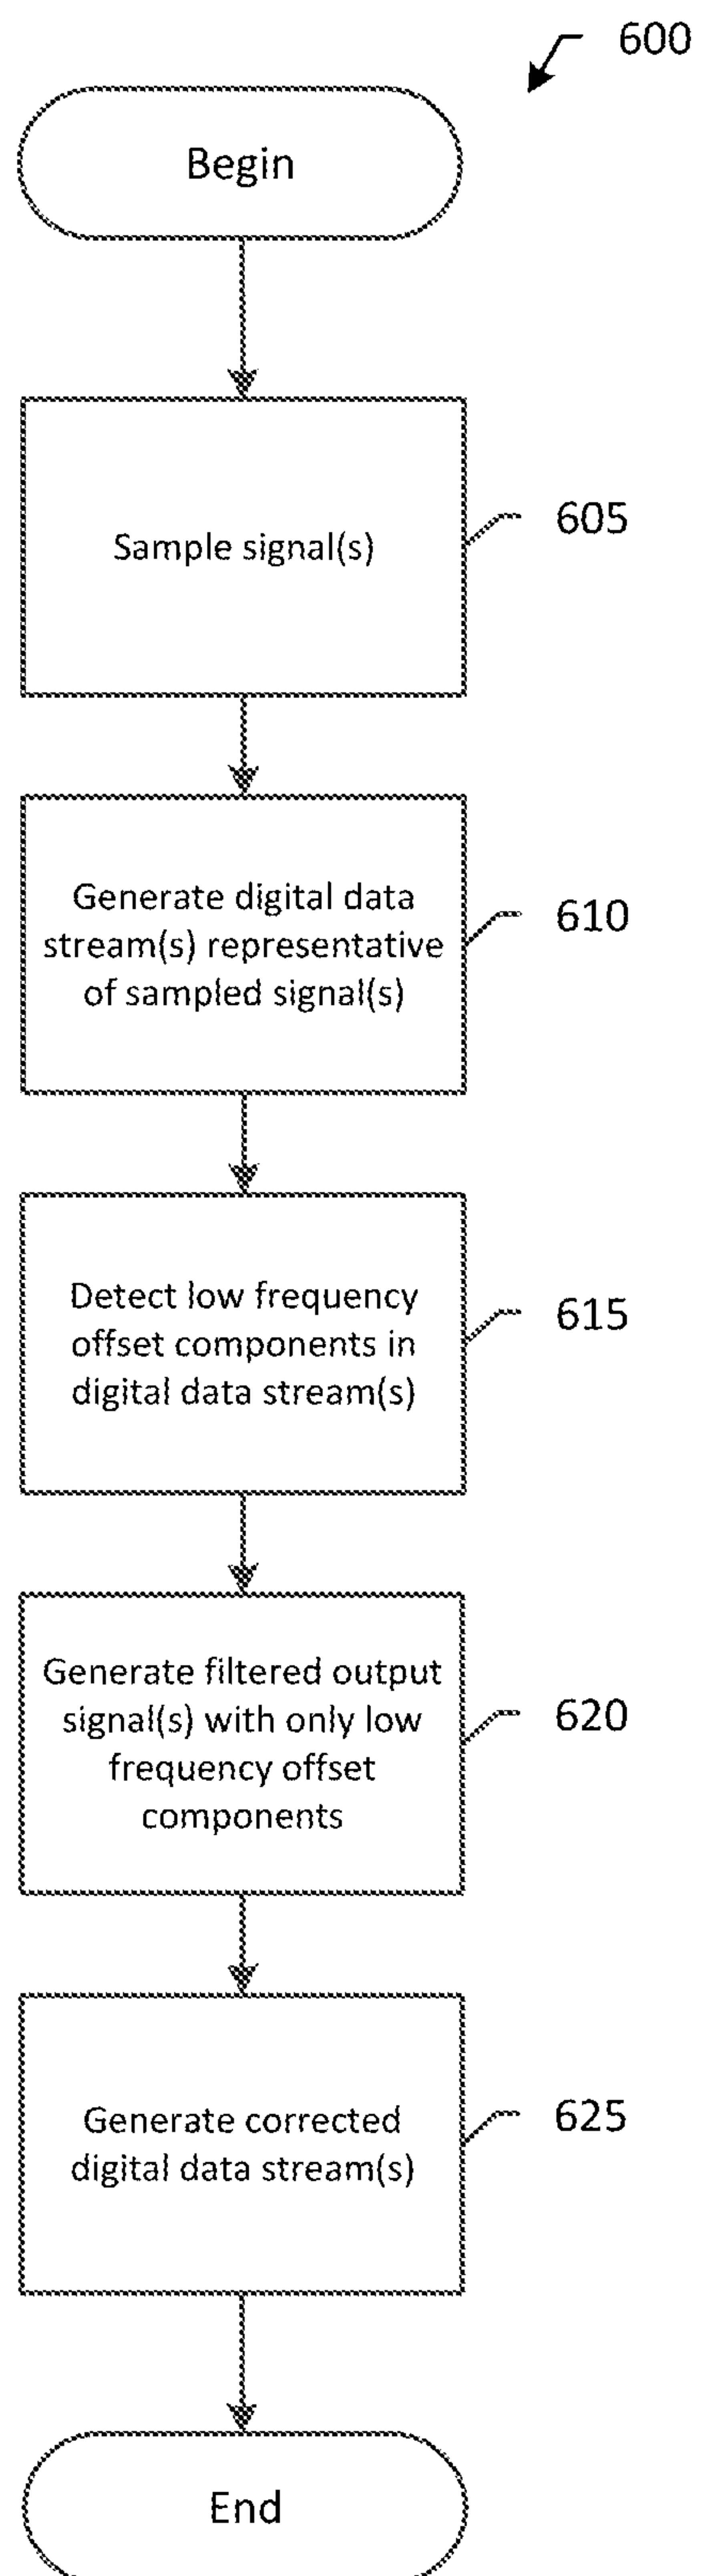 600
Begin
Sample signal(s)
605
Generate digital data
stream(s) representative
of sampled signal(s)
610
Detect low frequency
offset components in
digital data stream(s)
615
Generate filtered output
signal(s) with only low
frequency offset
components
620
Generate corrected
digital data stream(s)
625
End